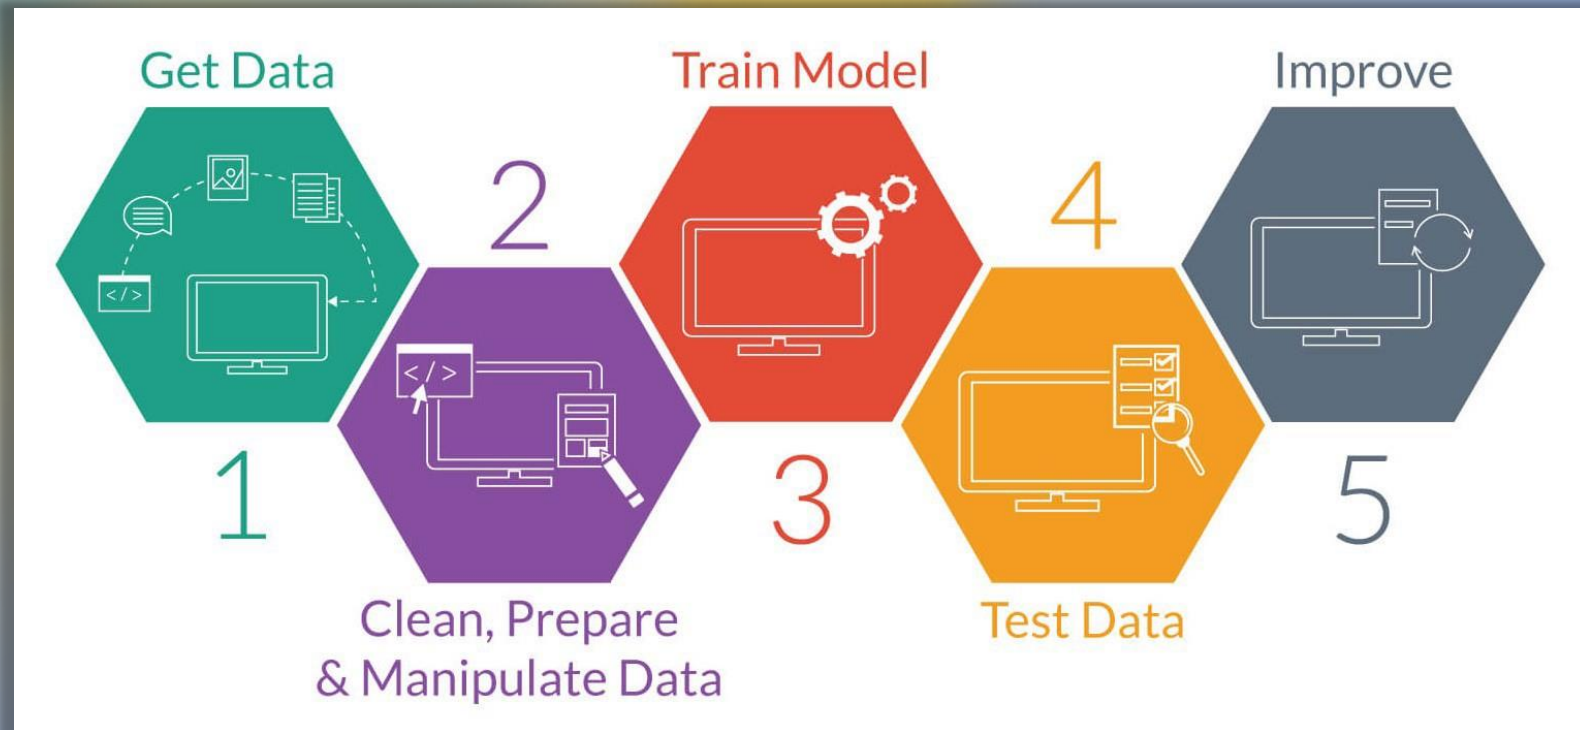 Get Data
1
</>
2
</>
Clean, Prepare
& Manipulate Data
Train Model
3
4
Test Data
Improve
5